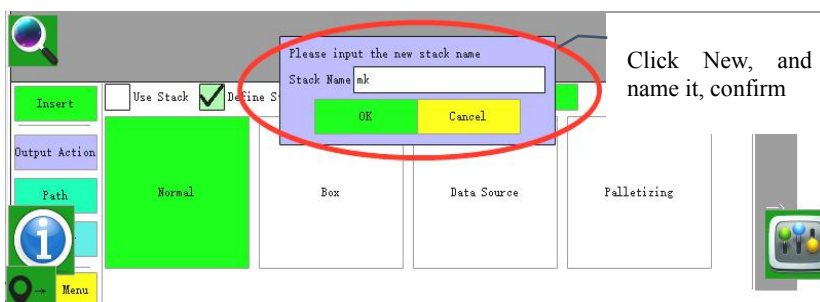 Please input the new stack name
Stack Name mk
OK
Cancel
Click New, and
name it, confirm
Insert
Use Stack
Define S
Output Action
Path
Menu
Normal
Box
Data Source
Palletizing